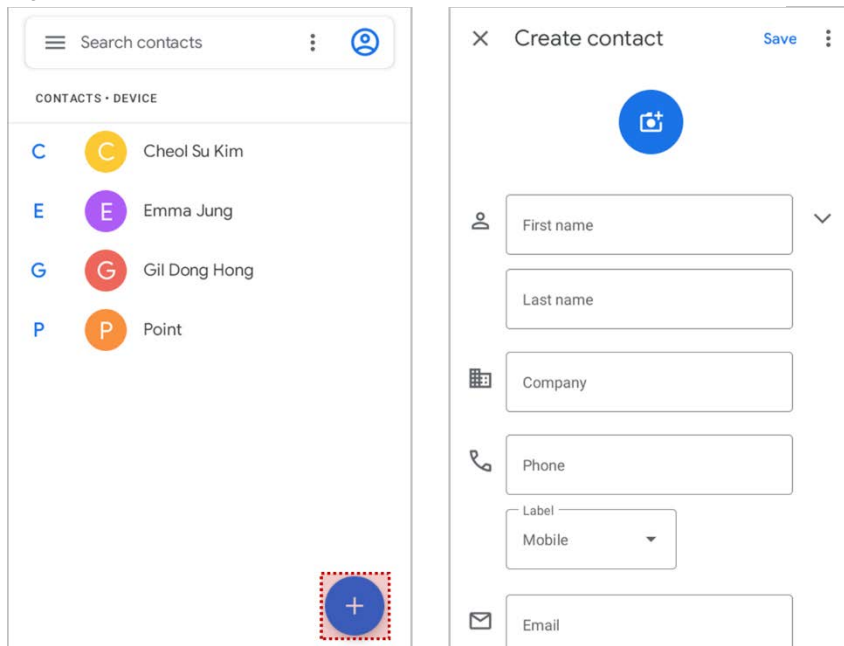 Search contacts
CONTACTS • DEVICE
C C Cheol Su Kim
E E Emma Jung
G G Gil Dong Hong
P P Point
+
Create contact Save
First name
Last name
Company
Phone
Label
Mobile
Email